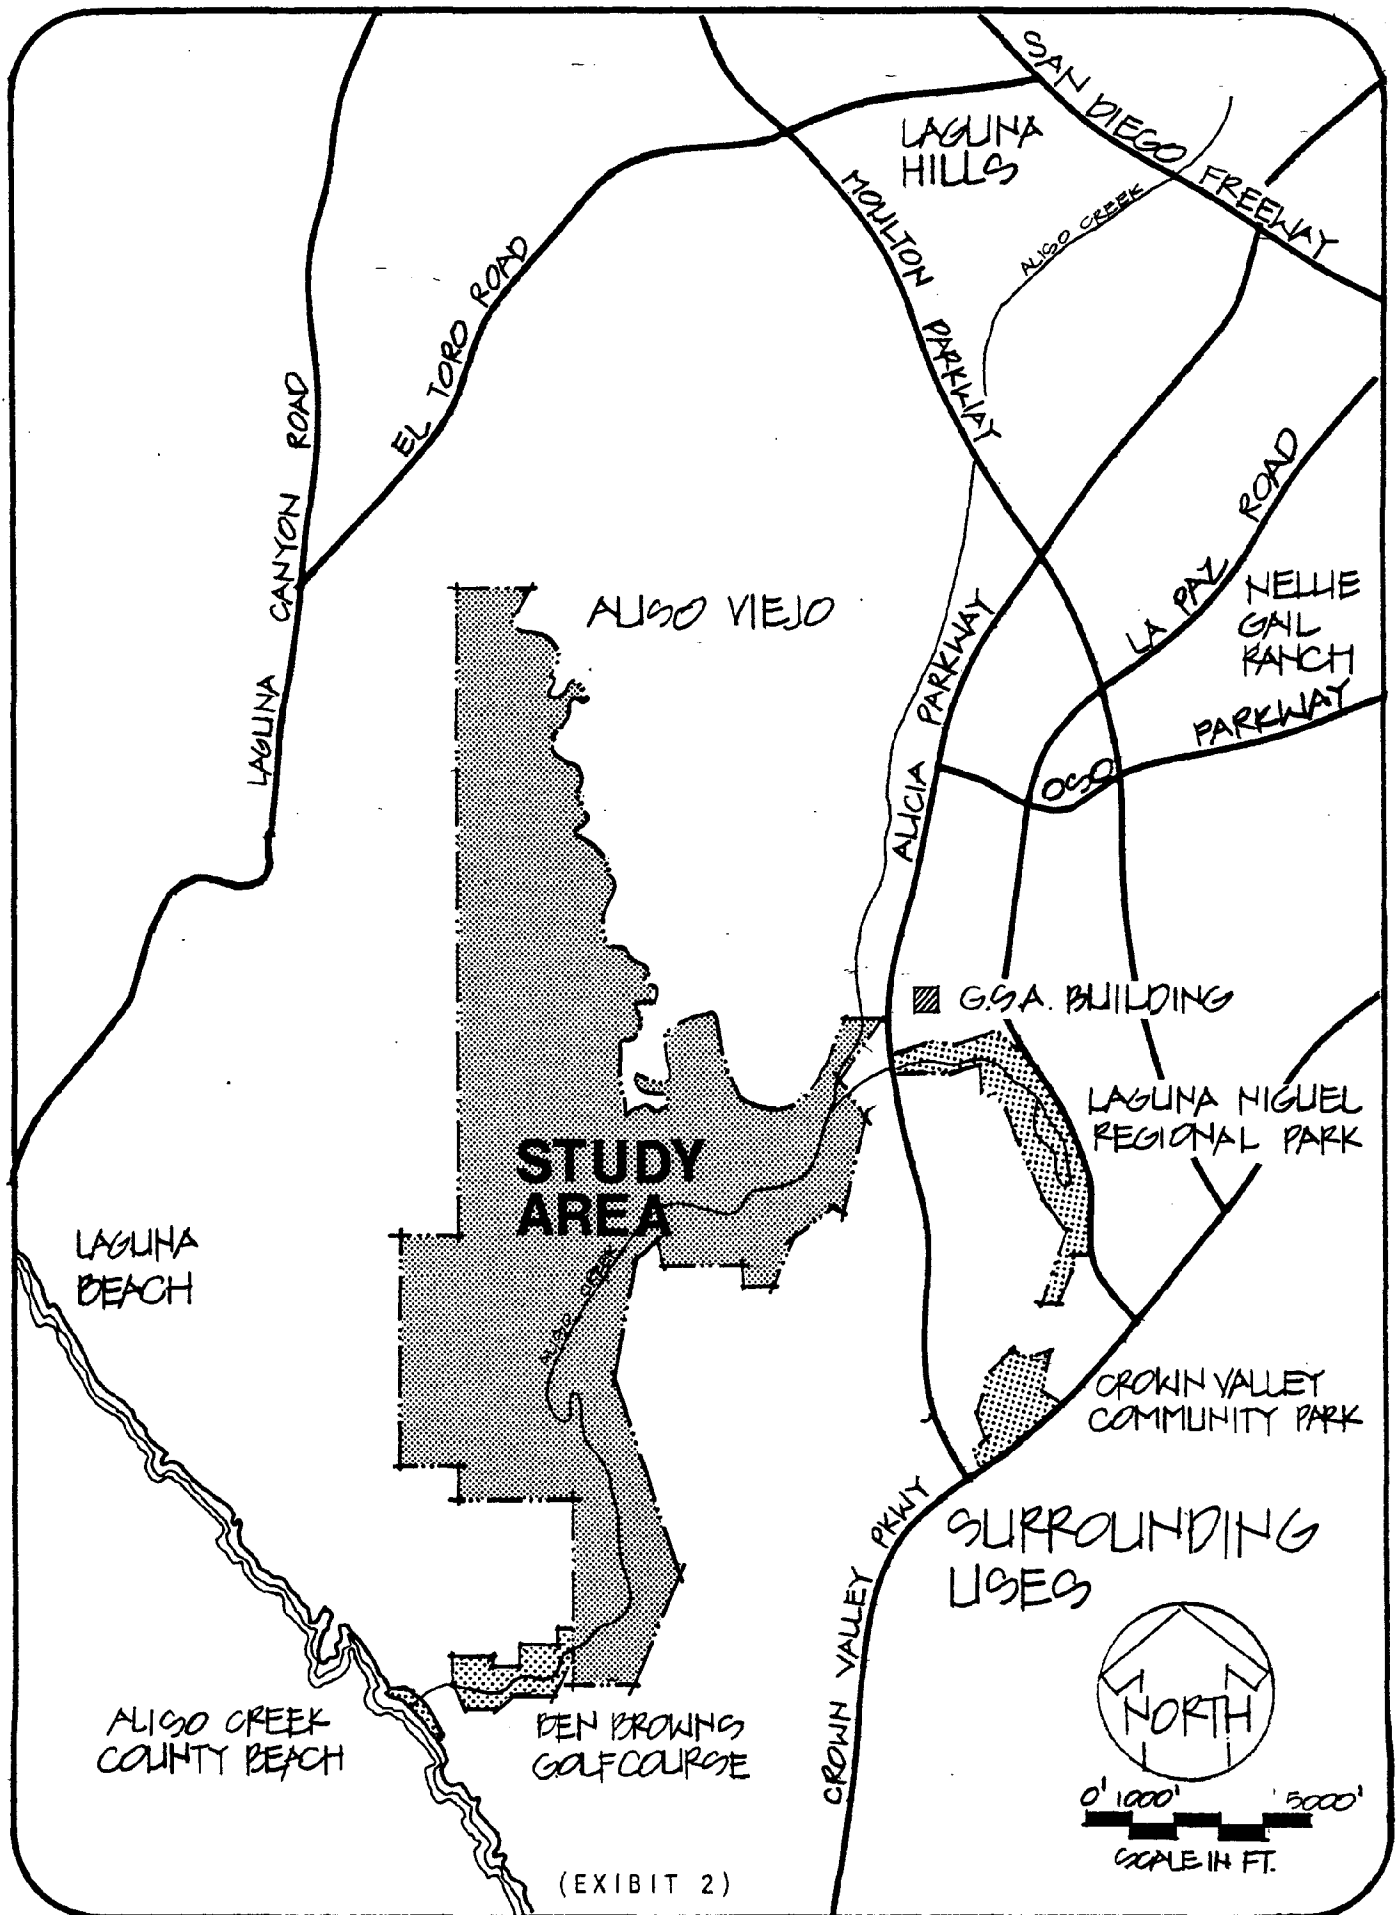 SAN DIEGO FREEWAY
LAGUNA
HILLS
MOULTON PARKWAY
ALISO CREEK
EL TORO ROAD
LAGUNA CANYON ROAD
LA PAZ ROAD
NELLIE
GAIL
RANCH
ALISO VIEJO
ALICIA PARKWAY
OSO PARKWAY
G.S.A. BUILDING
LAGUNA NIGUEL
REGIONAL PARK
STUDY
AREA
LAGUNA
BEACH
ALISO CREEK
CROWN VALLEY
COMMUNITY PARK
CROWN VALLEY PKWY
SURROUNDING
USES
ALISO CREEK
COUNTY BEACH
BEN BROWNS
GOLF COURSE
NORTH
0' 1000' 5000'
SCALE IN FT.
(EXIBIT 2)